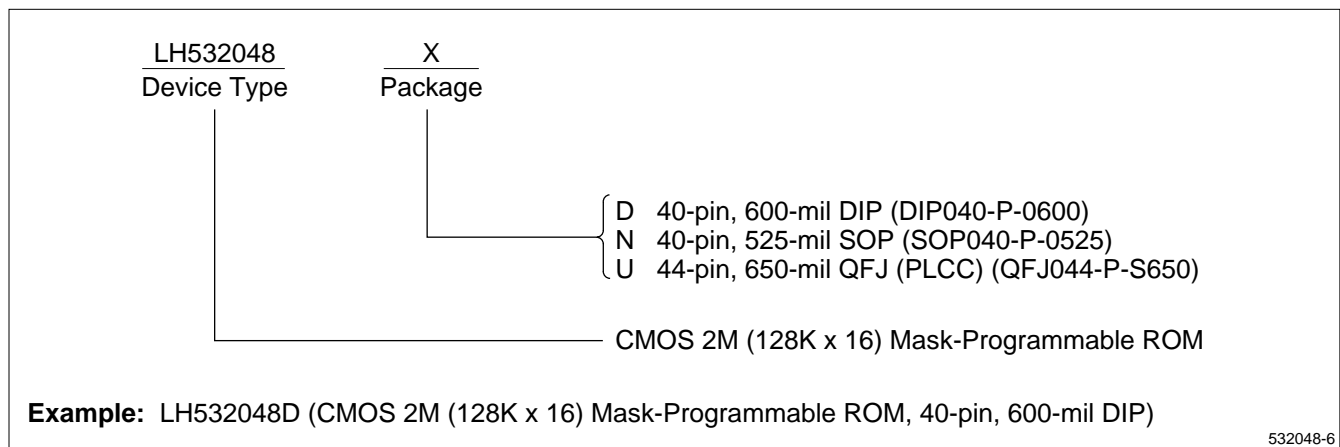 LH532048 X
Device Type Package
D 40-pin, 600-mil DIP (DIP040-P-0600)
N 40-pin, 525-mil SOP (SOP040-P-0525)
U 44-pin, 650-mil QFJ (PLCC) (QFJ044-P-S650)
CMOS 2M (128K x 16) Mask-Programmable ROM
Example: LH532048D (CMOS 2M (128K x 16) Mask-Programmable ROM, 40-pin, 600-mil DIP)
532048-6